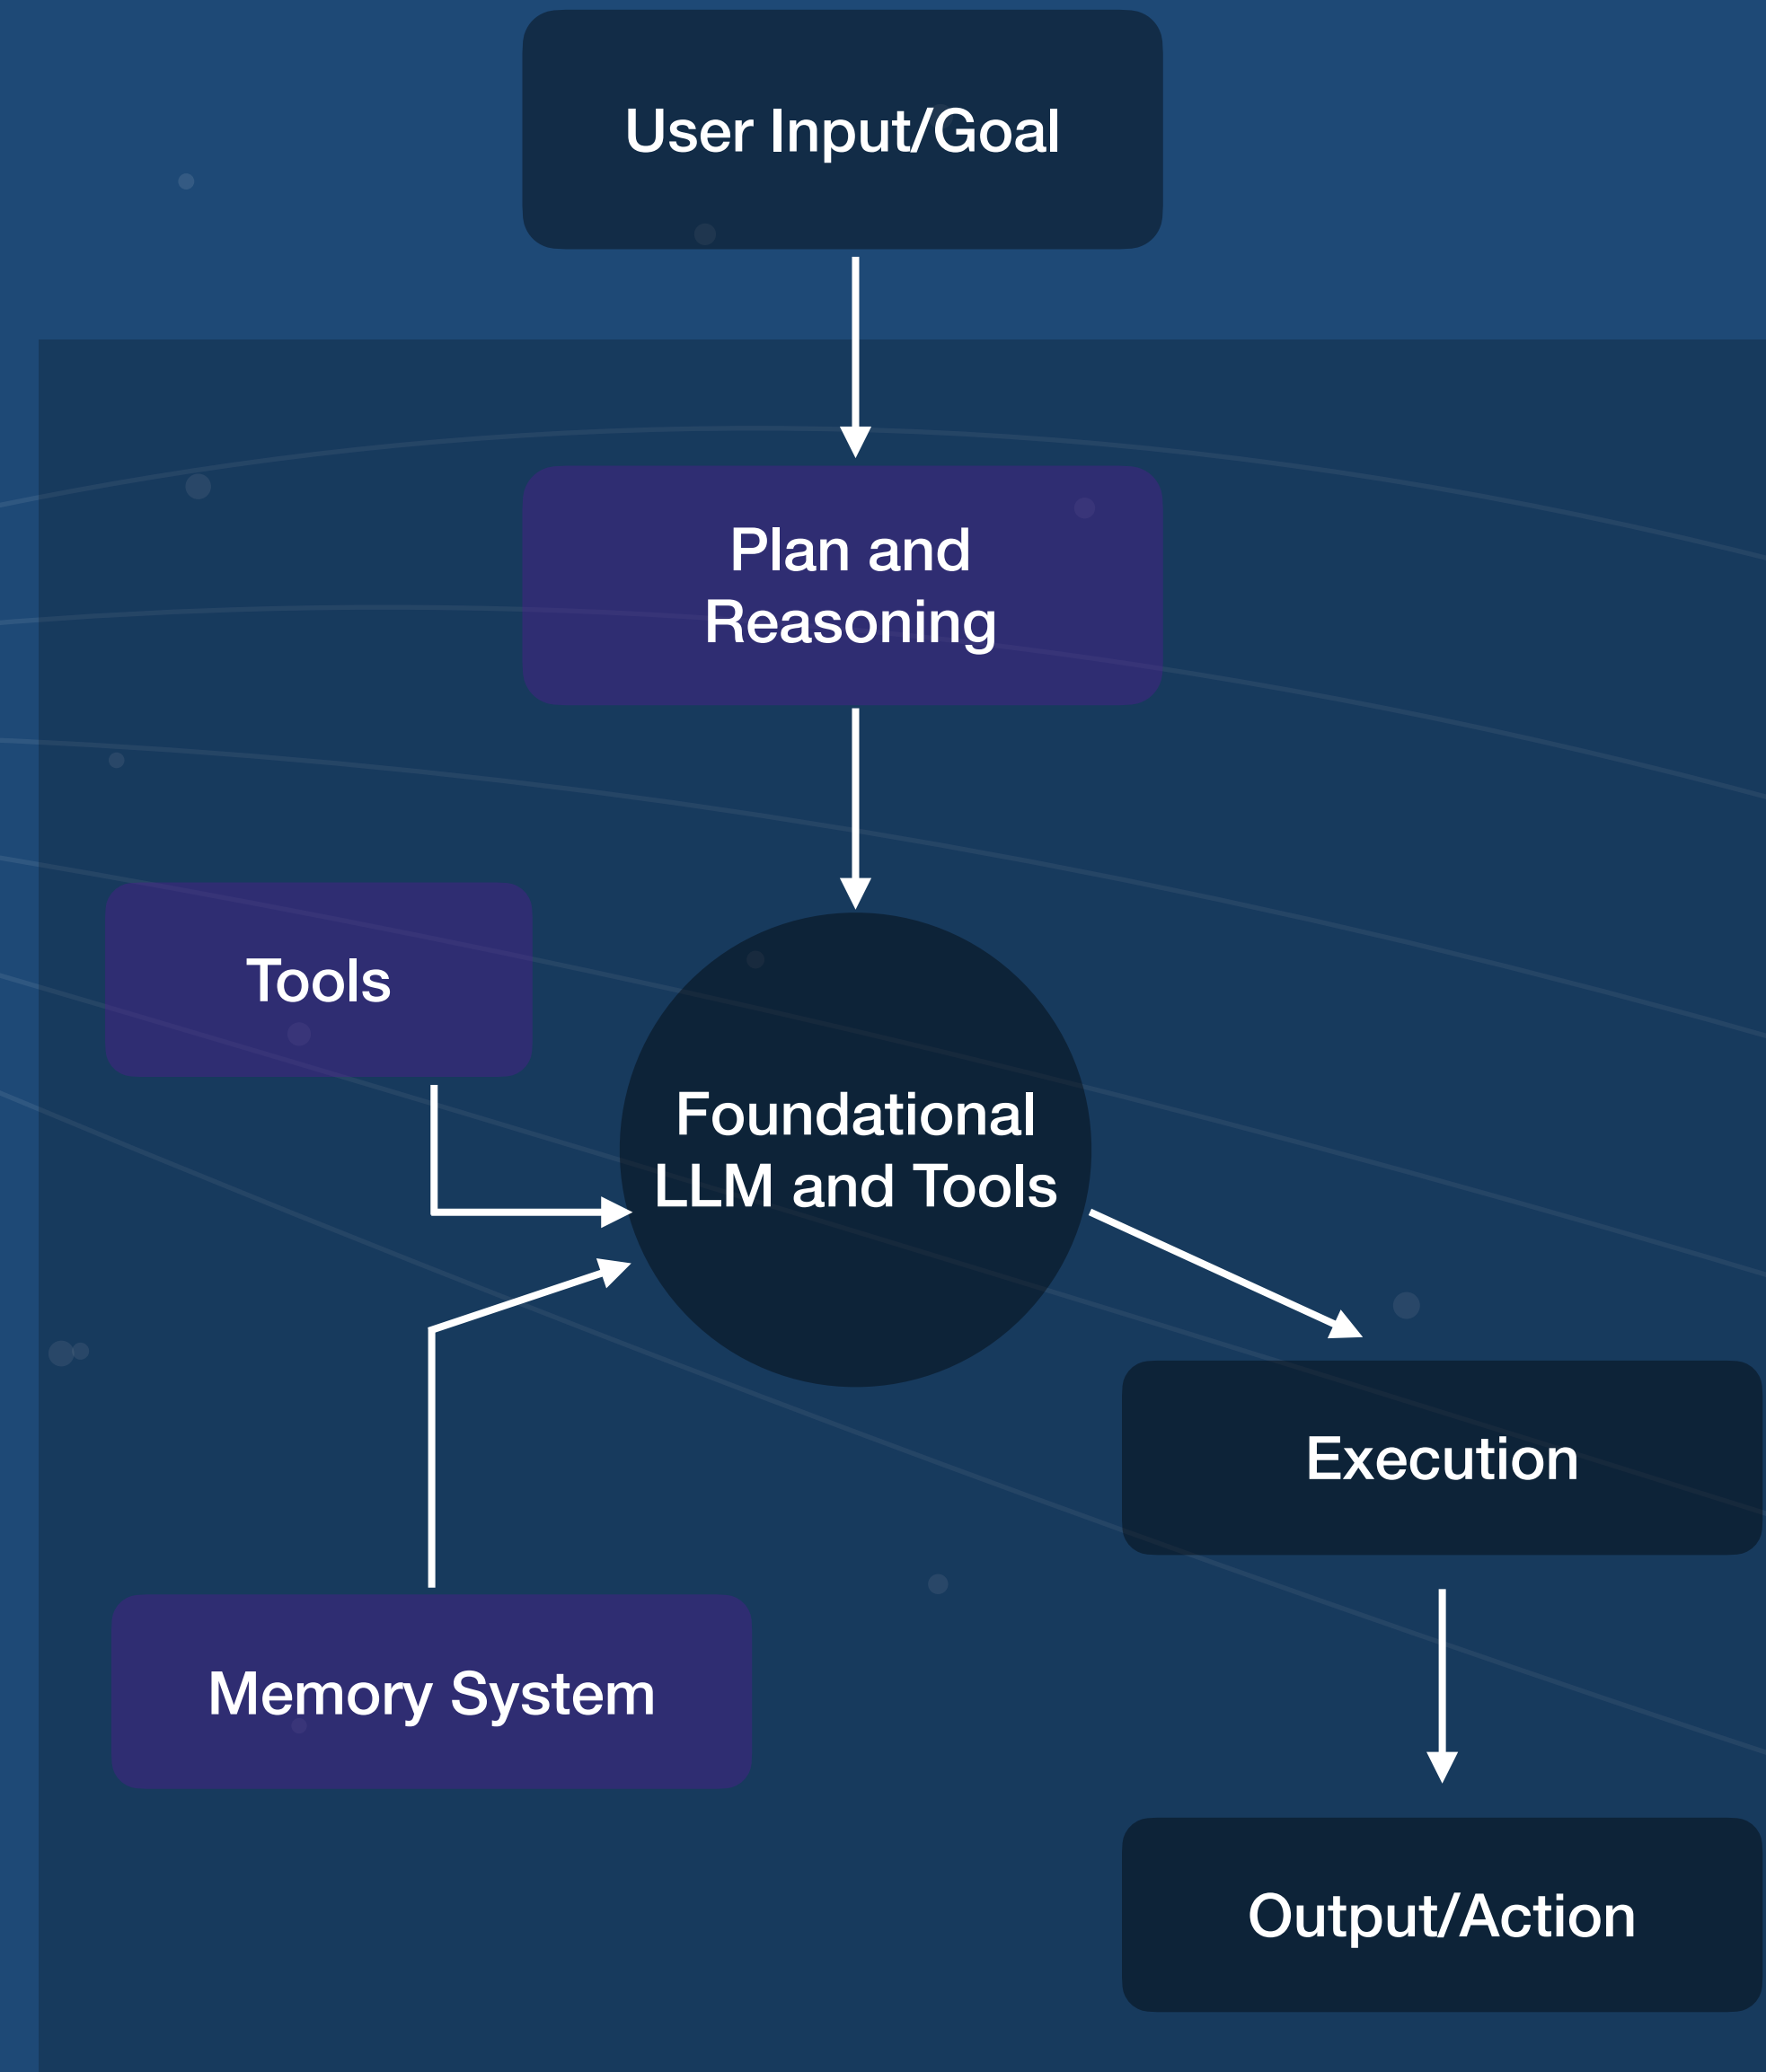 User Input/Goal
Plan and
Reasoning
Tools
Foundational
LLM and Tools
Execution
Memory System
Output/Action